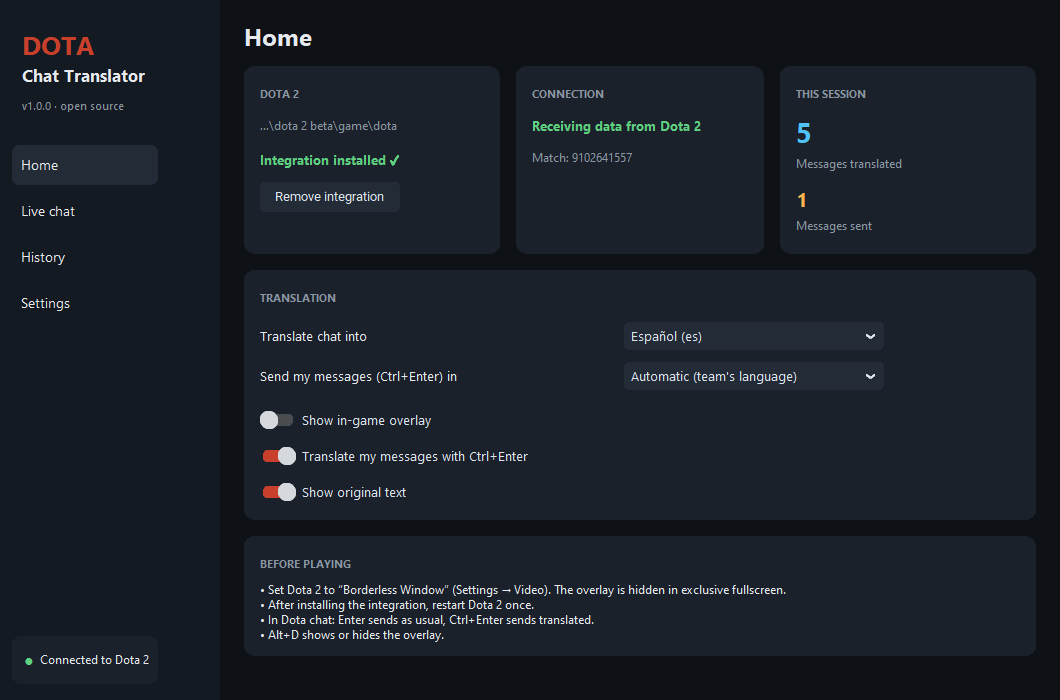 DOTA
Chat Translator
v1.0.0 · open source
Home
Live chat
History
Settings
Connected to Dota 2
Home
DOTA 2
...\dota 2 beta\game\dota
Integration installed ✓
Remove integration
CONNECTION
Receiving data from Dota 2
Match: 9102641557
THIS SESSION
5
Messages translated
1
Messages sent
TRANSLATION
Translate chat into
Español (es)
Send my messages (Ctrl+Enter) in
Automatic (team's language)
Show in-game overlay
Translate my messages with Ctrl+Enter
Show original text
BEFORE PLAYING
• Set Dota 2 to “Borderless Window” (Settings → Video). The overlay is hidden in exclusive fullscreen.
• After installing the integration, restart Dota 2 once.
• In Dota chat: Enter sends as usual, Ctrl+Enter sends translated.
• Alt+D shows or hides the overlay.